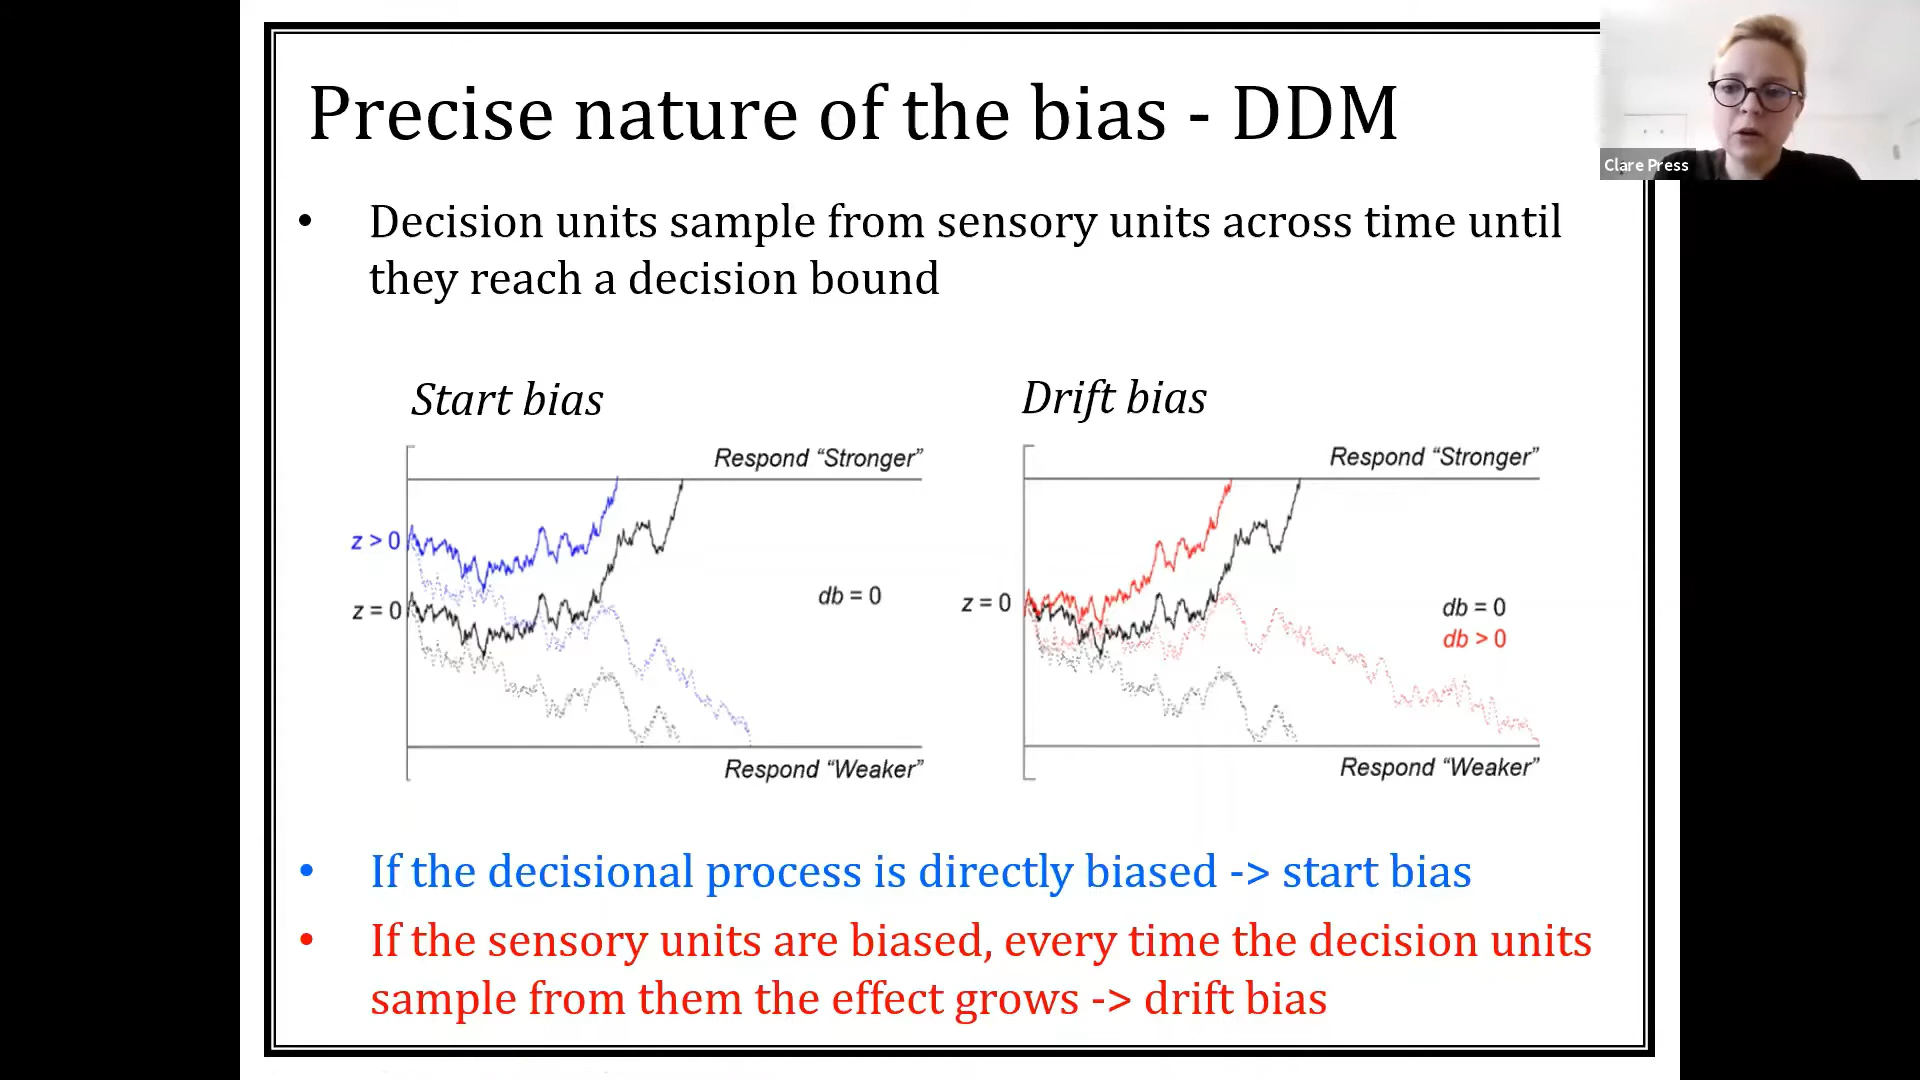 Precise nature of the bias - DDM
Clare Press
• Decision units sample from sensory units across time until
they reach a decision bound
Start bias
Drift bias
Respond “Stronger”
z > 0
z = 0
db = 0
Respond “Weaker”
Respond “Stronger”
z = 0
db = 0
db > 0
Respond “Weaker”
• If the decisional process is directly biased -> start bias
• If the sensory units are biased, every time the decision units
sample from them the effect grows -> drift bias